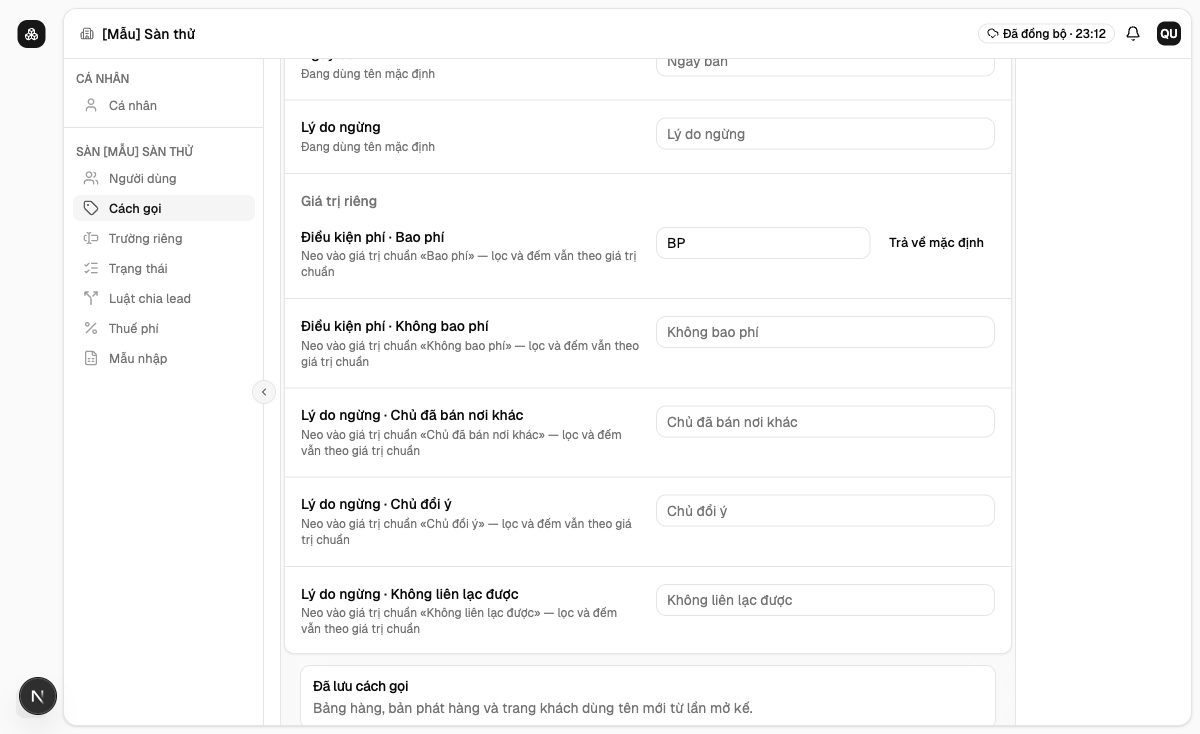 [Mẫu] Sàn thử
Đã đồng bộ · 23:12
QU
CÁ NHÂN
Cá nhân
SÀN [MẪU] SÀN THỬ
Người dùng
Cách gọi
Trường riêng
Trạng thái
Luật chia lead
Thuế phí
Mẫu nhập
N
Đang dùng tên mặc định
Ngày bán
Lý do ngừng
Đang dùng tên mặc định
Lý do ngừng
Giá trị riêng
Điều kiện phí · Bao phí
Neo vào giá trị chuẩn «Bao phí» — lọc và đếm vẫn theo giá trị
chuẩn
BP
Trả về mặc định
Điều kiện phí · Không bao phí
Neo vào giá trị chuẩn «Không bao phí» — lọc và đếm vẫn theo
giá trị chuẩn
Không bao phí
Lý do ngừng · Chủ đã bán nơi khác
Neo vào giá trị chuẩn «Chủ đã bán nơi khác» — lọc và đếm
vẫn theo giá trị chuẩn
Chủ đã bán nơi khác
Lý do ngừng · Chủ đổi ý
Neo vào giá trị chuẩn «Chủ đổi ý» — lọc và đếm vẫn theo giá
trị chuẩn
Chủ đổi ý
Lý do ngừng · Không liên lạc được
Neo vào giá trị chuẩn «Không liên lạc được» — lọc và đếm
vẫn theo giá trị chuẩn
Không liên lạc được
Đã lưu cách gọi
Bảng hàng, bản phát hàng và trang khách dùng tên mới từ lần mở kế.